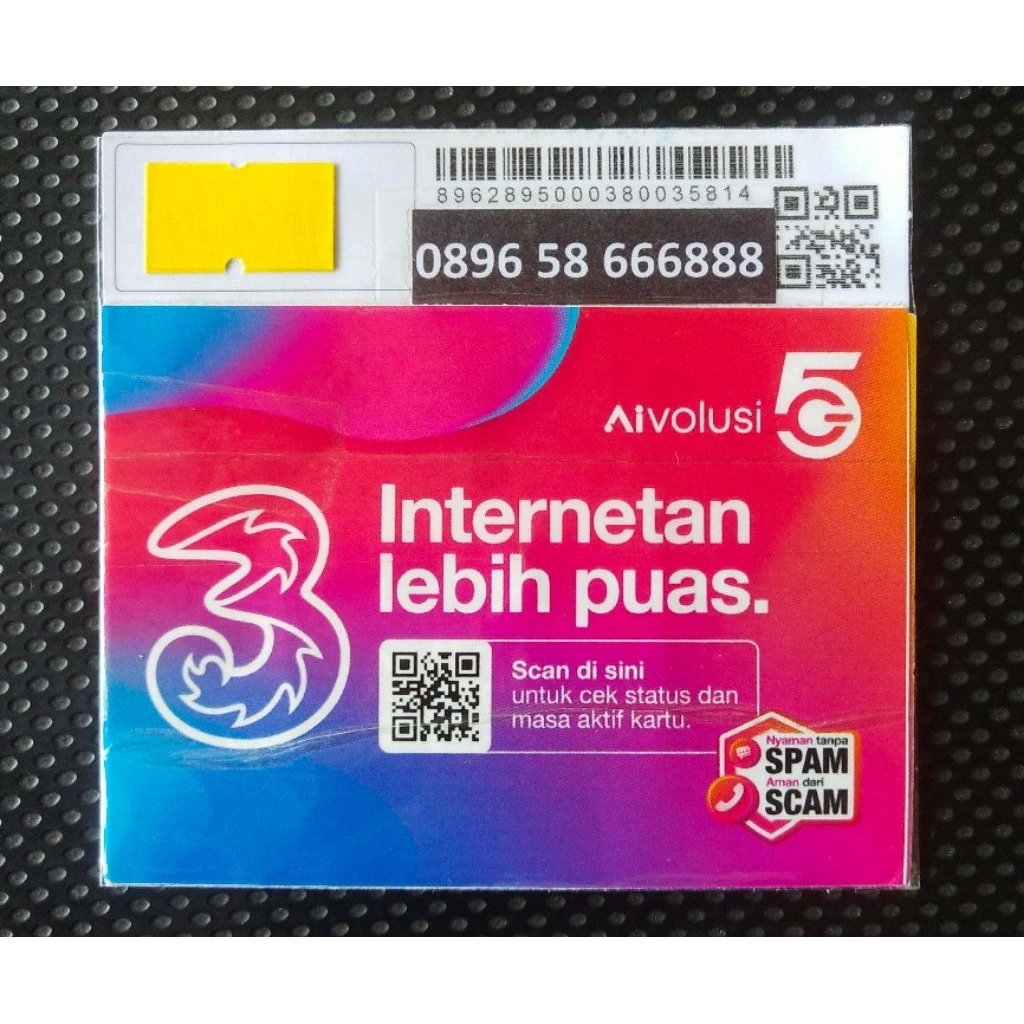 8962895000380035814
0896 58 666888
Aivolusi 5G
3
Internetan
lebih puas.
Scan di sini
untuk cek status dan
masa aktif kartu.
Nyaman tanpa
SPAM
Aman dari
SCAM